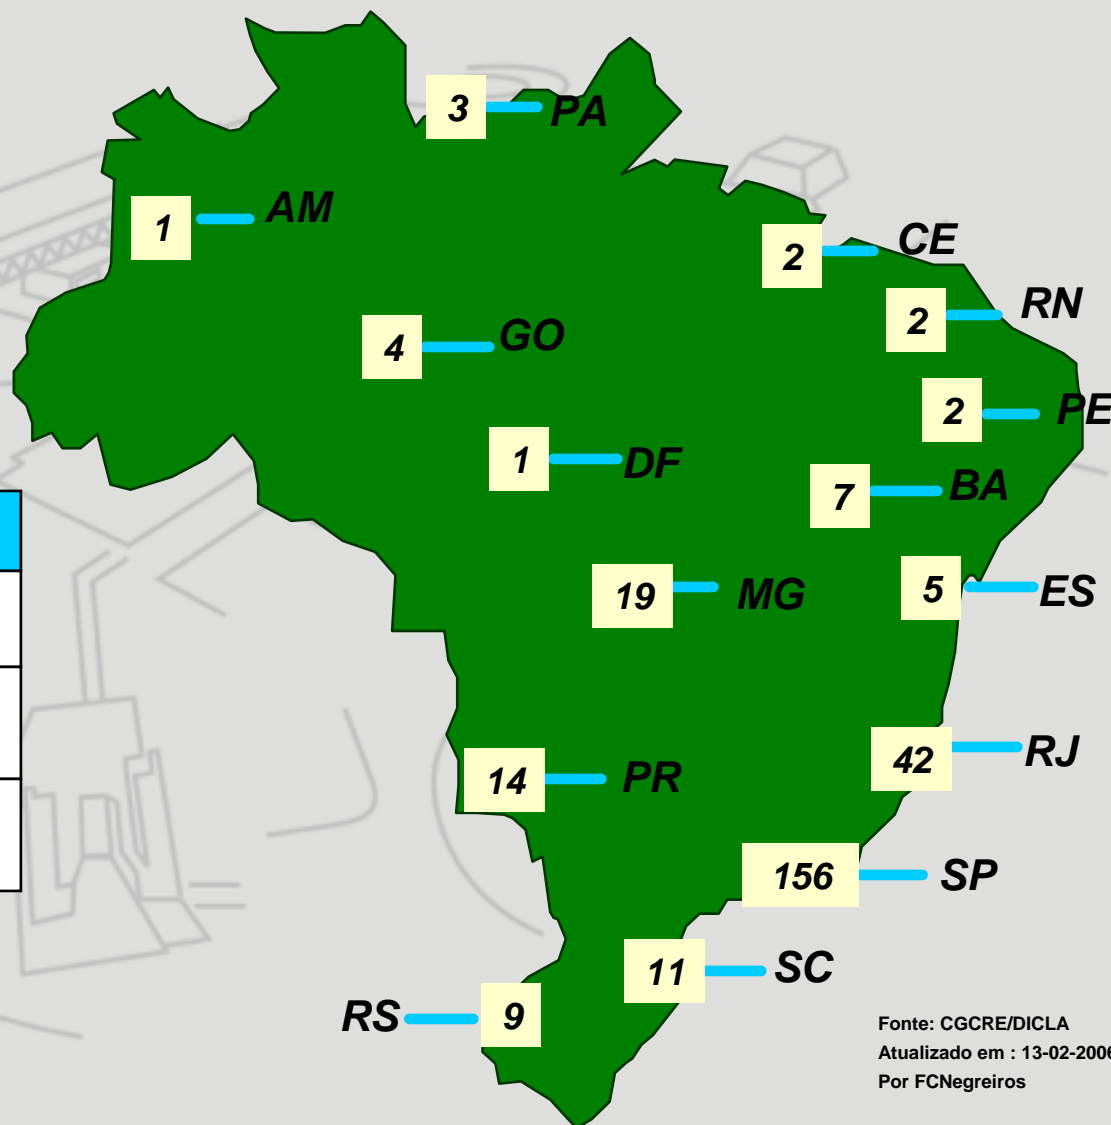 3 PA
1 AM
2 CE
2 RN
4 GO
2 PE
1 DF
7 BA
19 MG
5 ES
42 RJ
14 PR
156 SP
11 SC
RS 9
Fonte: CGCRE/DICLA
Atualizado em : 13-02-2006
Por FCNegreiros